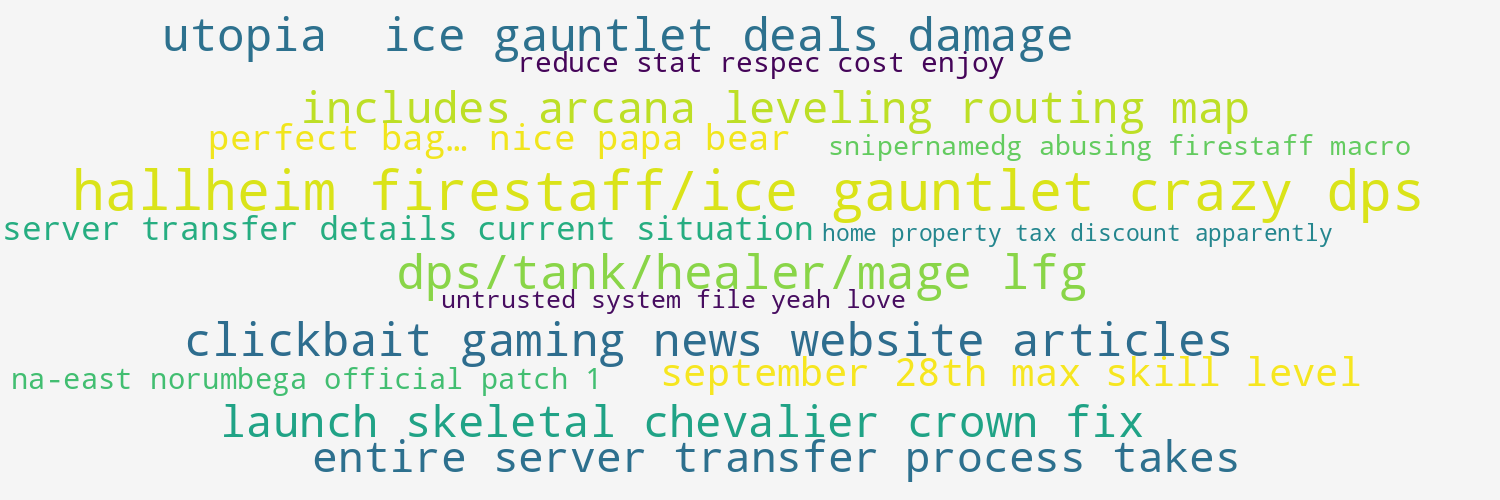 utopia  ice gauntlet deals damage
reduce stat respec cost enjoy
includes arcana leveling routing map
perfect bag… nice papa bear
snipernamedg abusing firestaff macro
hallheim firestaff/ice gauntlet crazy dps
server transfer details current situation
home property tax discount apparently
dps/tank/healer/mage lfg
untrusted system file yeah love
clickbait gaming news website articles
na-east norumbega official patch 1
september 28th max skill level
launch skeletal chevalier crown fix
entire server transfer process takes